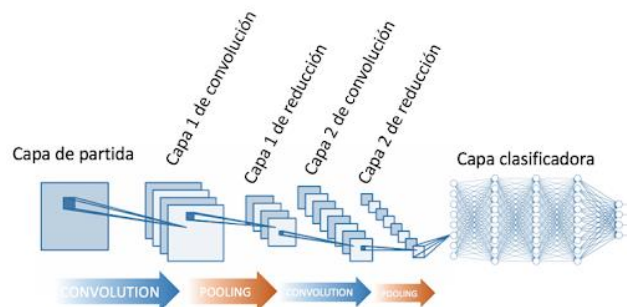 Capa de partida
Capa 1 de convolución
Capa 1 de reducción
Capa 2 de convolución
Capa 2 de reducción
Capa clasificadora
CONVOLUTION
POOLING
CONVOLUTION
POOLING